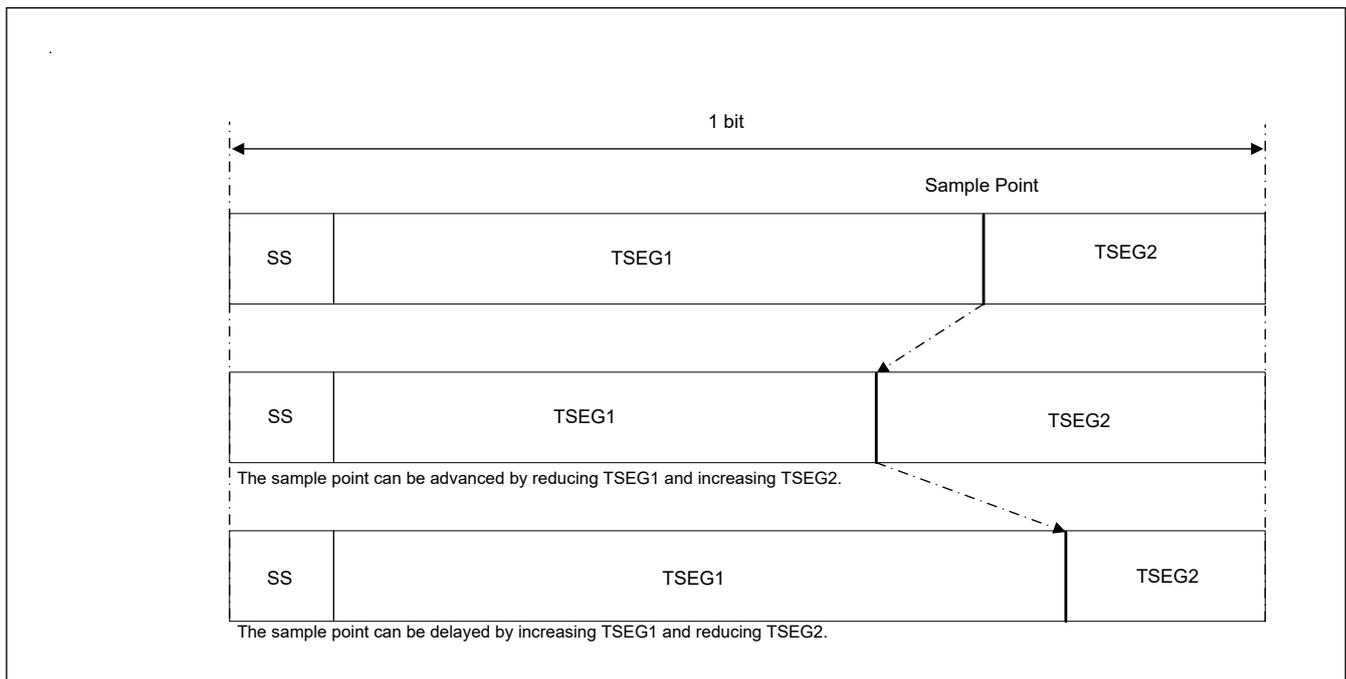 1 bit
Sample Point
SS TSEG1 TSEG2
SS TSEG1 TSEG2
The sample point can be advanced by reducing TSEG1 and increasing TSEG2.
SS TSEG1 TSEG2
The sample point can be delayed by increasing TSEG1 and reducing TSEG2.